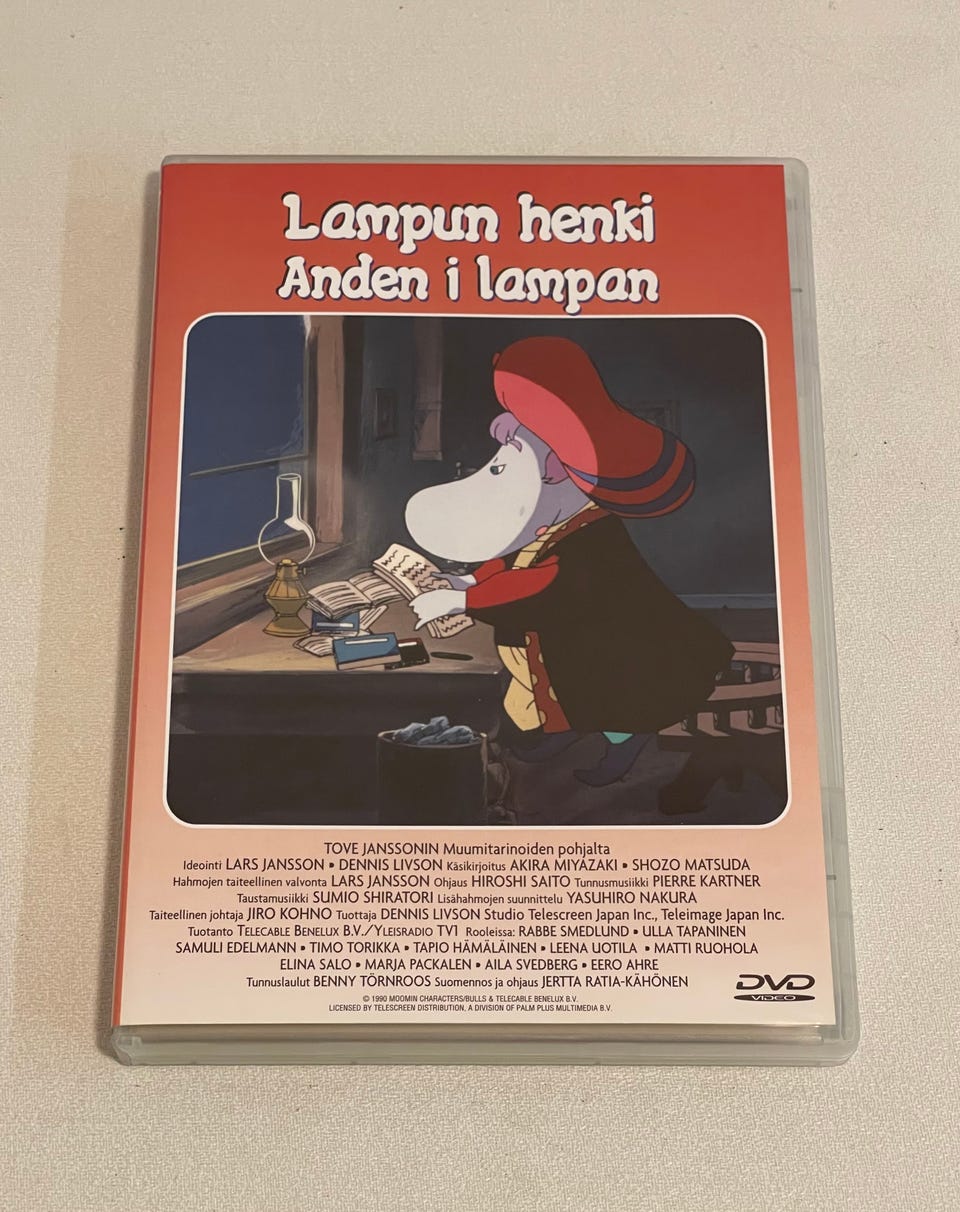 Lampun henki
Anden i lampan
TOVE JANSSONIN Muumitarinoiden pohjalta
Ideointi LARS JANSSON • DENNIS LIVSON Käsikirjoitus AKIRA MIYAZAKI • SHOZO MATSUDA
Hahmojen taiteellinen valvonta LARS JANSSON Ohjaus HIROSHI SAITO Tunnusmusiikki PIERRE KARTNER
Taustamusiikki SUMIO SHIRATORI Lisähahmojen suunnittelu YASUHIRO NAKURA
Taiteellinen johtaja JIRO KOHNO Tuottaja DENNIS LIVSON Studio Telescreen Japan Inc., Teleimage Japan Inc.
Tuotanto TELECABLE BENELUX B.V./YLEISRADIO TV1 Rooleissa: RABBE SMEDLUND • ULLA TAPANINEN
SAMULI EDELMANN • TIMO TORIKKA • TAPIO HÄMÄLÄINEN • LEENA UOTILA • MATTI RUOHOLA
ELINA SALO • MARJA PACKALEN • AILA SVEDBERG • EERO AHRE
Tunnuslaulut BENNY TÖRNROOS Suomennos ja ohjaus JERTTA RATIA-KÄHÖNEN
© 1990 MOOMIN CHARACTERS/BULLS & TELECABLE BENELUX B.V.
LICENSED BY TELESCREEN DISTRIBUTION, A DIVISION OF PALM PLUS MULTIMEDIA B.V.
DVD
VIDEO